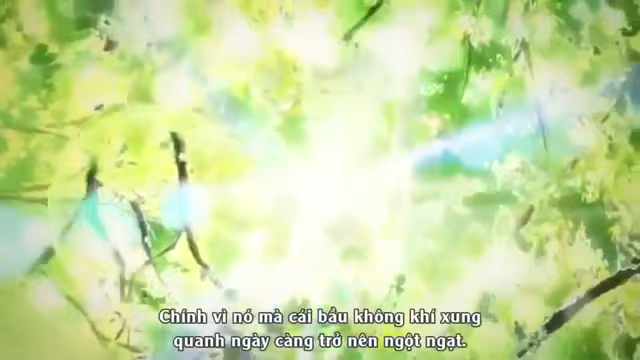 Chính vì nó mà cái bầu không khí xung
quanh ngày càng trở nên ngột ngạt.